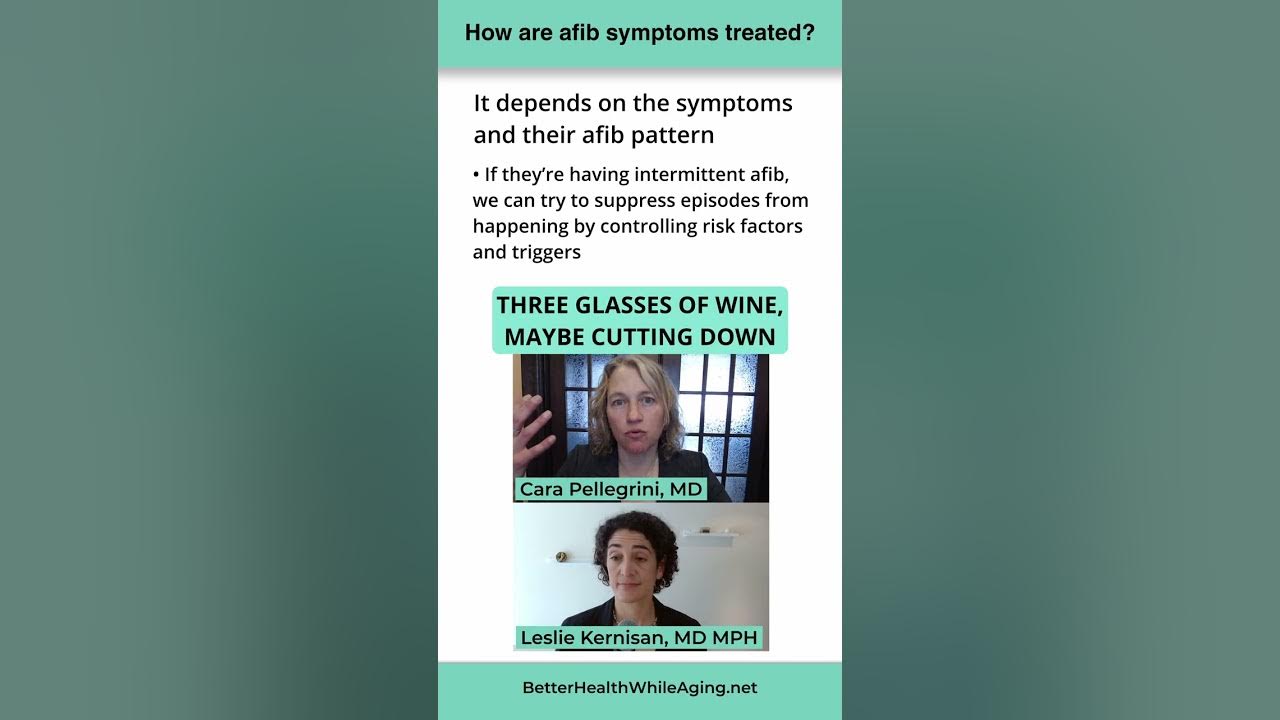 How are afib symptoms treated?
It depends on the symptoms
and their afib pattern
• If they’re having intermittent afib,
we can try to suppress episodes from
happening by controlling risk factors
and triggers
THREE GLASSES OF WINE,
MAYBE CUTTING DOWN
Cara Pellegrini, MD
Leslie Kernisan, MD MPH
BetterHealthWhileAging.net